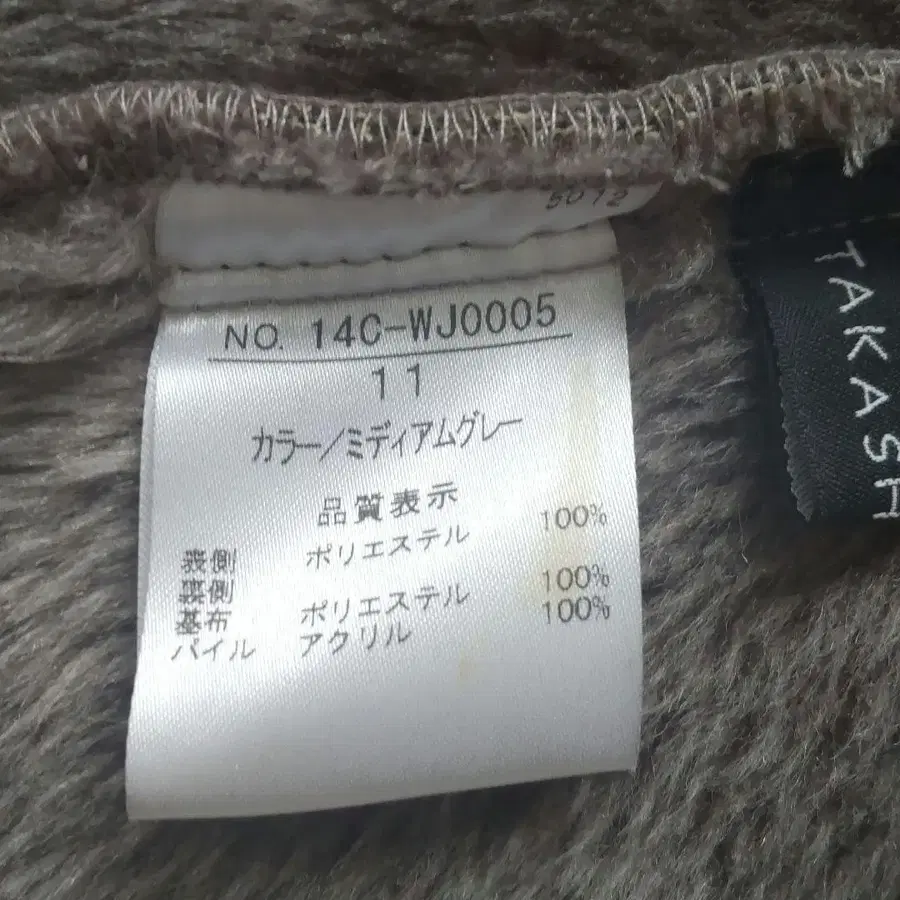 5012
NO. 14C-WJ0005
11
カラー/ミディアムグレー
品質表示
表側 ポリエステル 100%
裏側
基布 ポリエステル 100%
パイル アクリル 100%
TAKASH